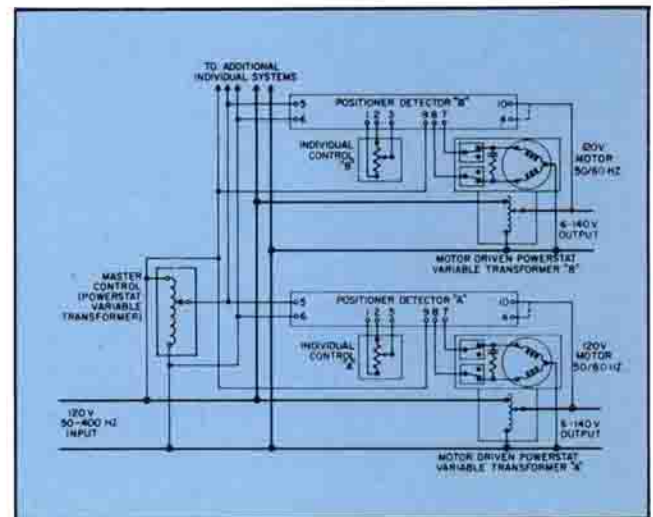 TO ADDITIONAL
INDIVIDUAL SYSTEMS
5
6
POSITIONER DETECTOR "B"
1 2 3
9 8 7
10
4
INDIVIDUAL
CONTROL
"B"
120V
MOTOR
50/60 HZ
6-140V
OUTPUT
MOTOR DRIVEN POWERSTAT
VARIABLE TRANSFORMER "B"
MASTER
CONTROL
(POWERSTAT
VARIABLE
TRANSFORMER)
5
6
POSITIONER DETECTOR "A"
1 2 3
9 8 7
10
INDIVIDUAL
CONTROL
"A"
120V
MOTOR
50/60 HZ
120 V
50-400 HZ
INPUT
6-140V
OUTPUT
MOTOR DRIVEN POWERSTAT
VARIABLE TRANSFORMER "A"